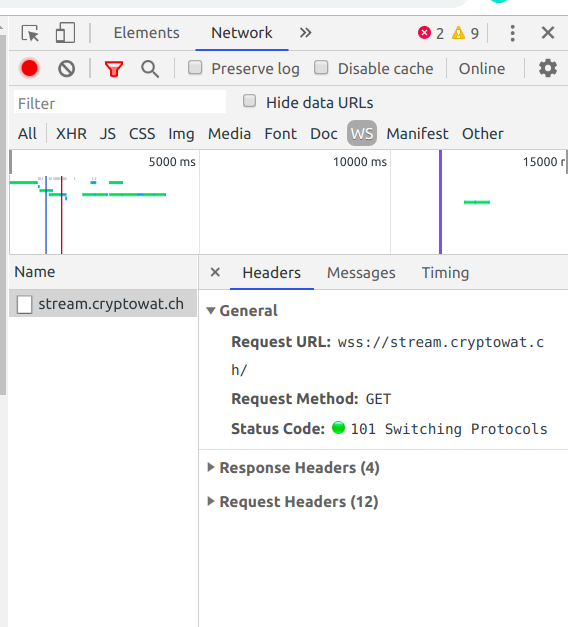 Elements Network » 2 9
Preserve log Disable cache Online
Filter Hide data URLs
All XHR JS CSS Img Media Font Doc WS Manifest Other
5000 ms 10000 ms 15000 r
Name × Headers Messages Timing
stream.cryptowat.ch
General
Request URL: wss://stream.cryptowat.c
h/
Request Method: GET
Status Code: 101 Switching Protocols
Response Headers (4)
Request Headers (12)